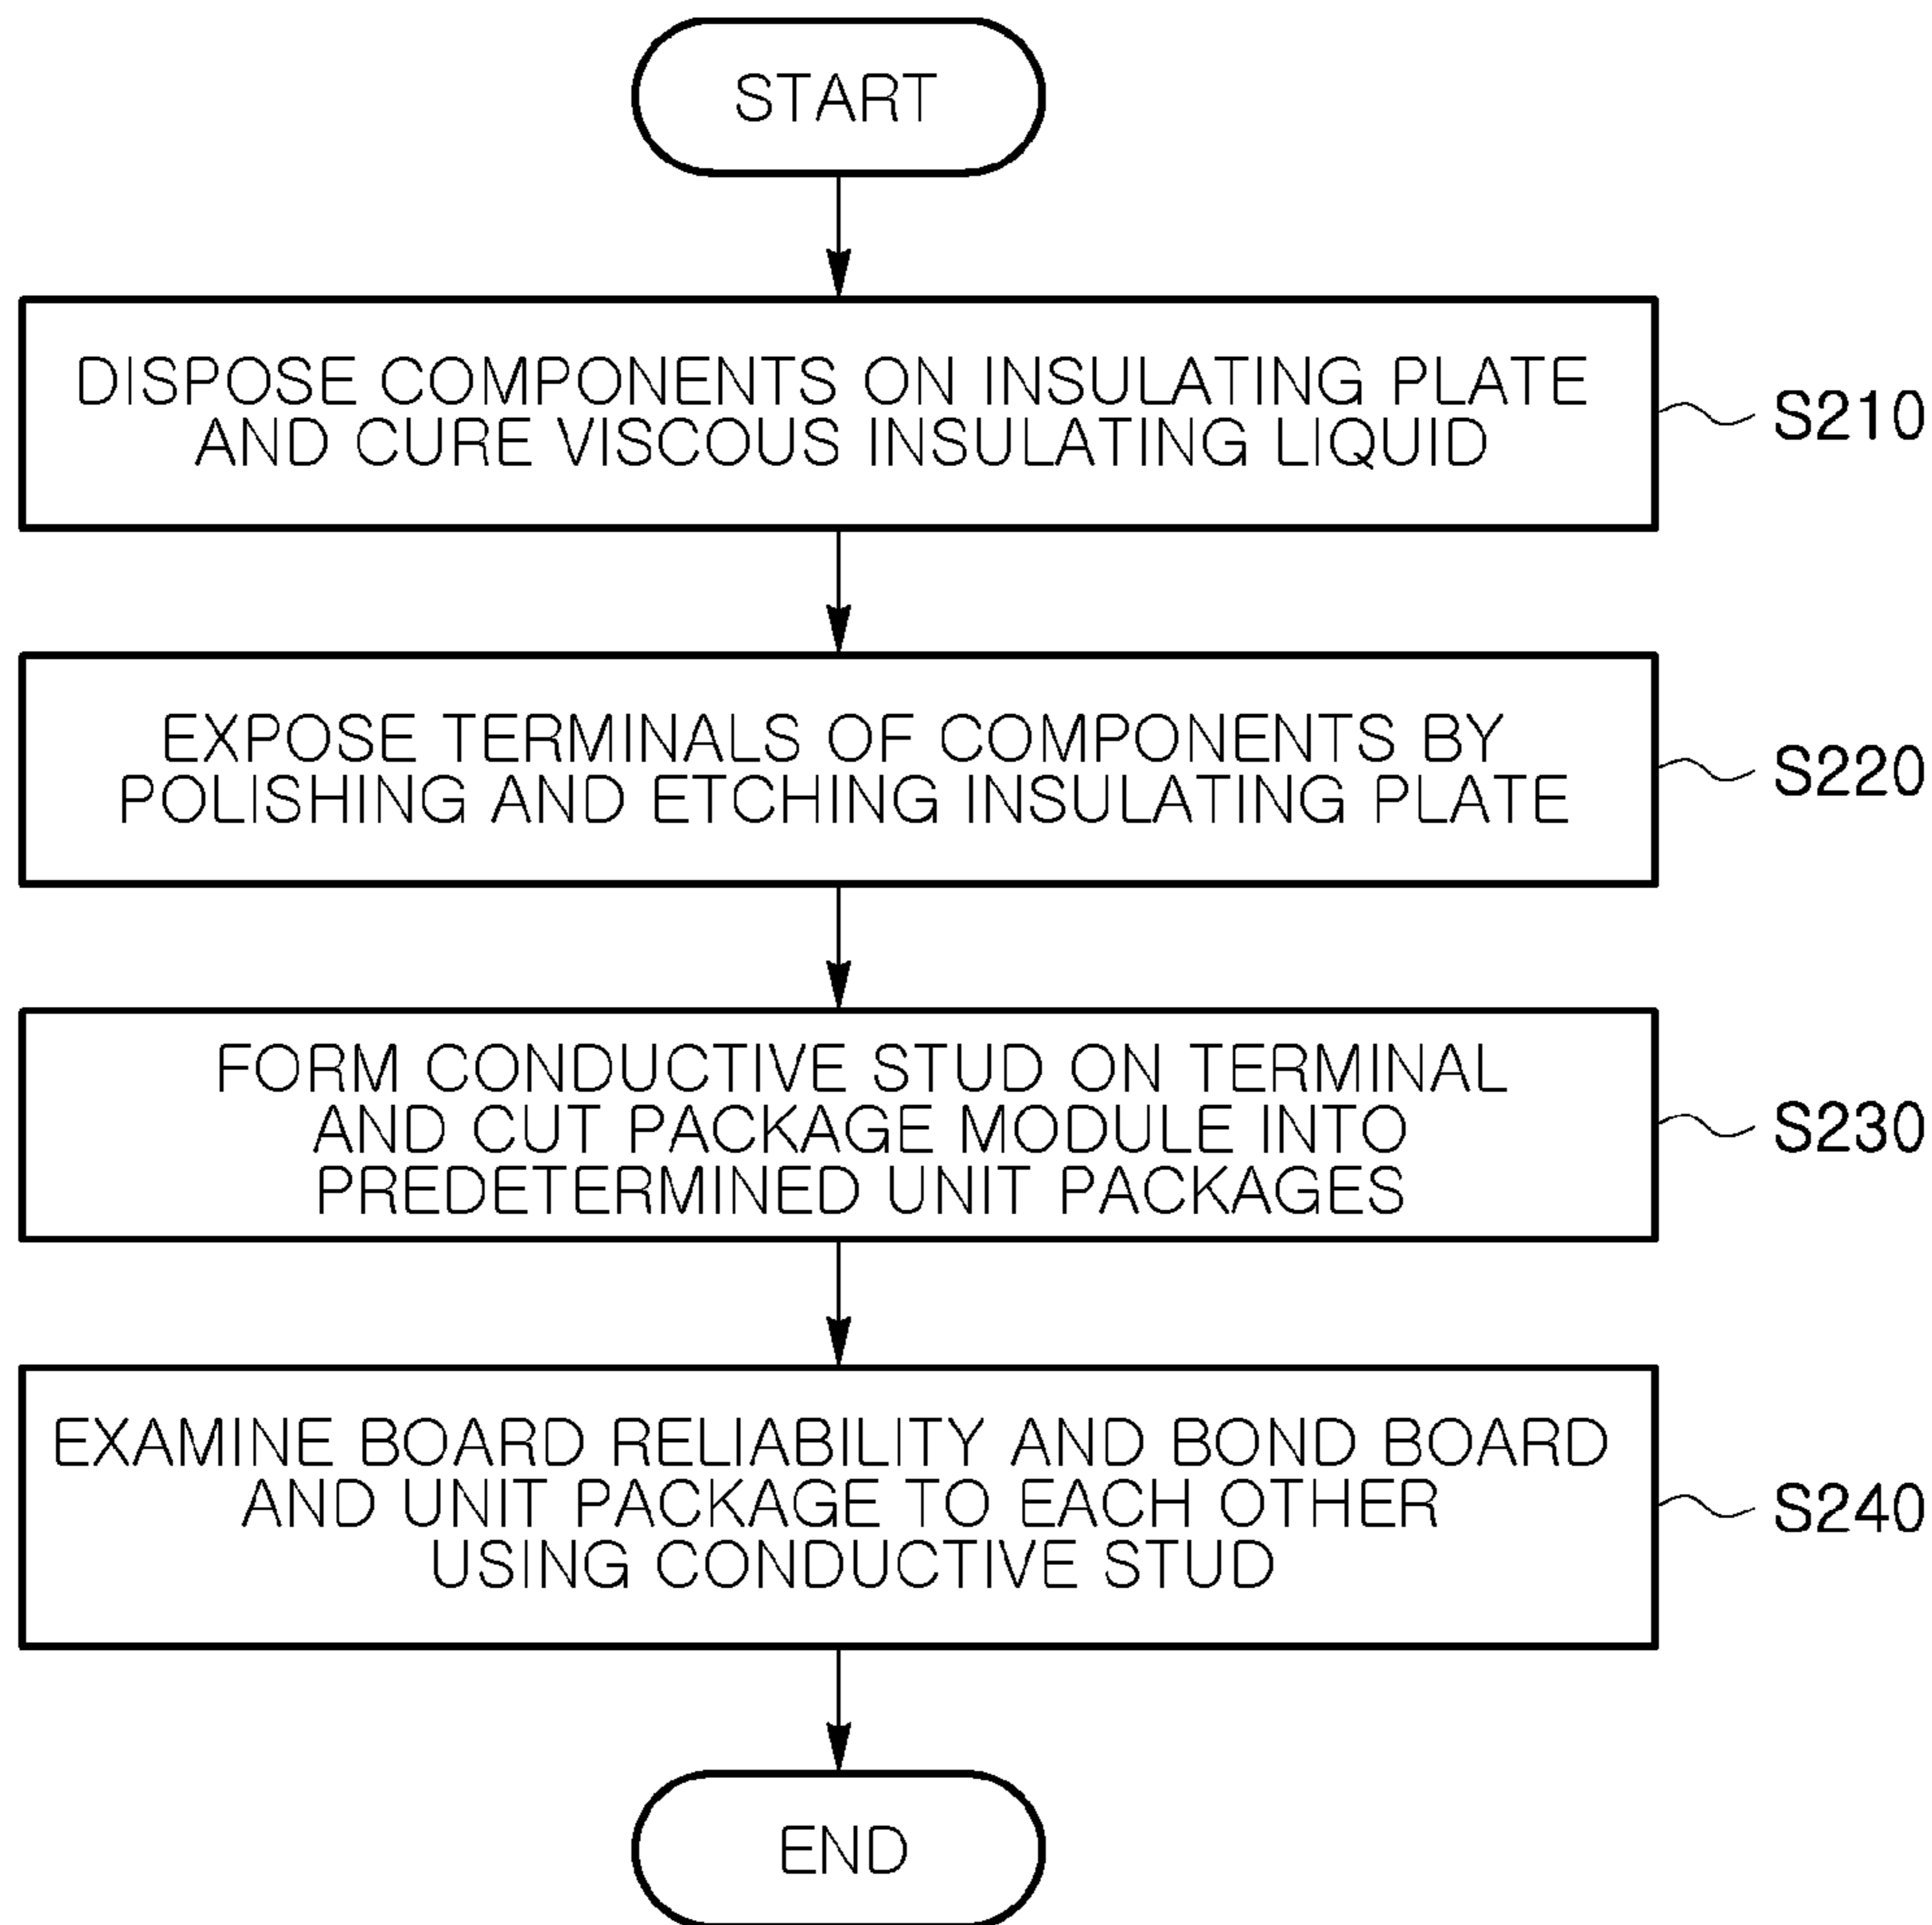 START
DISPOSE COMPONENTS ON INSULATING PLATE
AND CURE VISCOUS INSULATING LIQUID
S210
EXPOSE TERMINALS OF COMPONENTS BY
POLISHING AND ETCHING INSULATING PLATE
S220
FORM CONDUCTIVE STUD ON TERMINAL
AND CUT PACKAGE MODULE INTO
PREDETERMINED UNIT PACKAGES
S230
EXAMINE BOARD RELIABILITY AND BOND BOARD
AND UNIT PACKAGE TO EACH OTHER
USING CONDUCTIVE STUD
S240
END